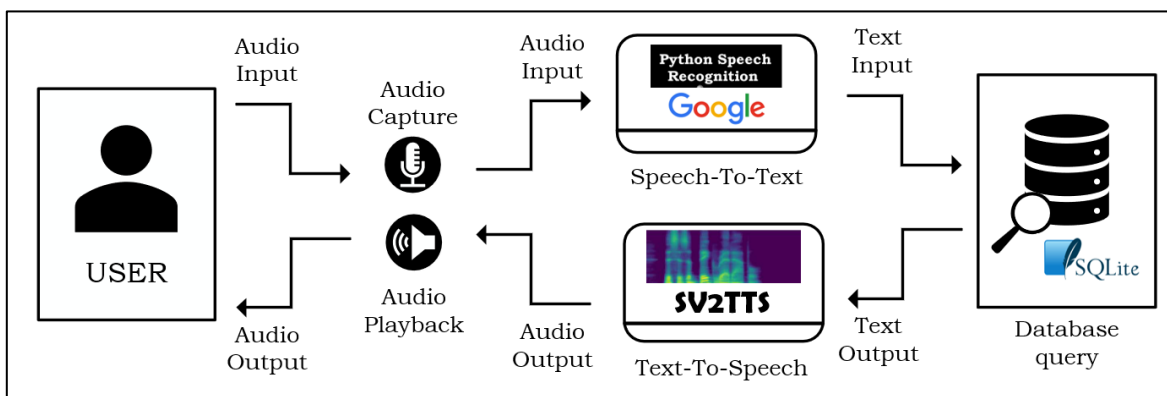 Audio
Input
Audio
Capture
Audio
Input
Python Speech
Recognition
Google
Speech-To-Text
Text
Input
USER
Audio
Output
Audio
Playback
Audio
Output
SV2TTS
Text-To-Speech
Text
Output
SQLite
Database
query